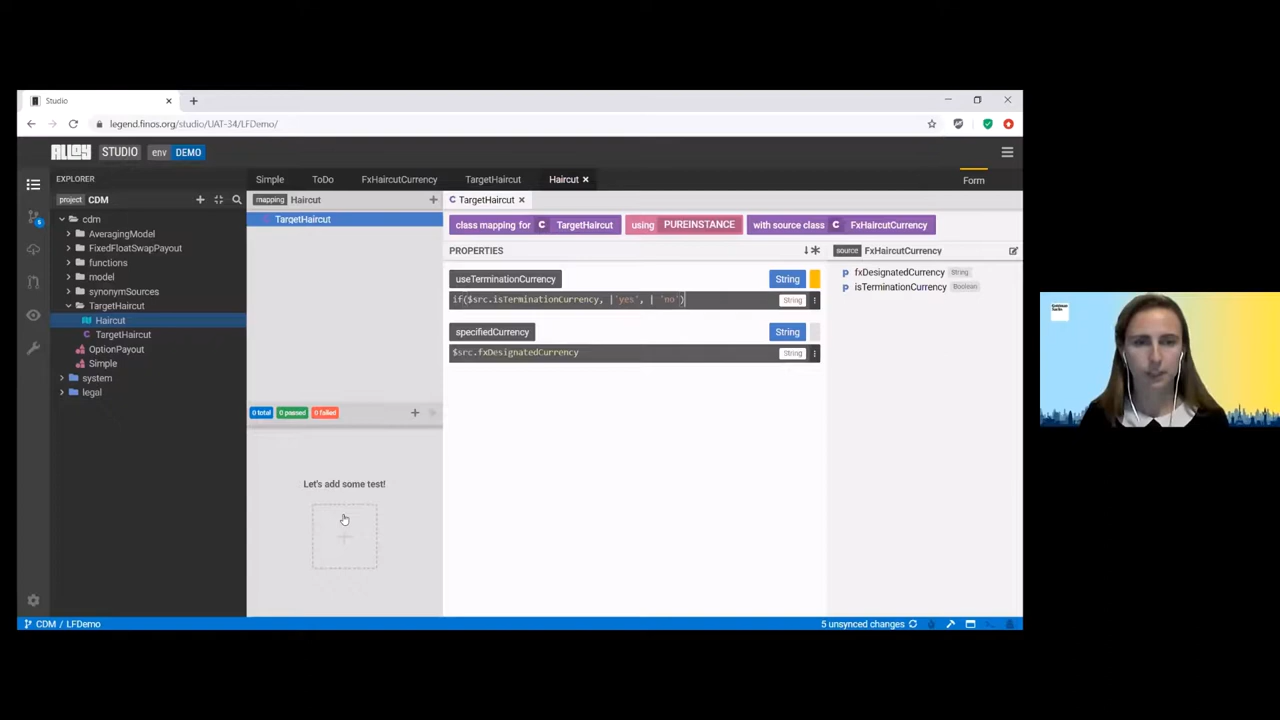 Studio
legend.finos.org/studio/UAT-34/LFDemo/
ALLOY STUDIO env DEMO
EXPLORER
Simple ToDo FxHaircutCurrency TargetHaircut Haircut Form
project CDM
mapping Haircut
TargetHaircut
cdm
AveragingModel
FixedFloatSwapPayout
functions
model
synonymSources
TargetHaircut
Haircut
TargetHaircut
OptionPayout
Simple
system
legal
TargetHaircut
0 total 0 passed 0 failed
Let's add some test!
class mapping for C TargetHaircut using PUREINSTANCE with source class C FxHaircutCurrency
PROPERTIES
useTerminationCurrency String
if($src.isTerminationCurrency, |'yes', | 'no') String
specifiedCurrency String
$src.fxDesignatedCurrency String
source FxHaircutCurrency
P fxDesignatedCurrency String
P isTerminationCurrency Boolean
CDM / LFDemo 5 unsynced changes